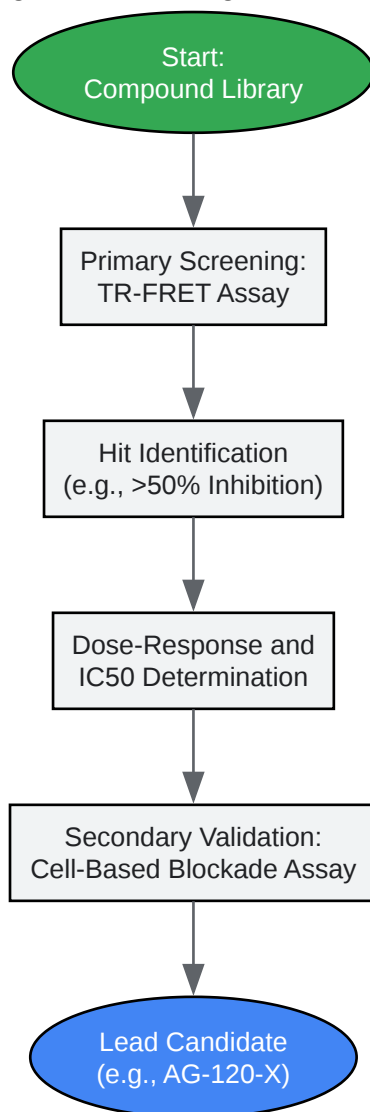 Start:
Compound Library
Primary Screening:
TR-FRET Assay
Hit Identification
(e.g., >50% Inhibition)
Dose-Response and
IC50 Determination
Secondary Validation:
Cell-Based Blockade Assay
Lead Candidate
(e.g., AG-120-X)